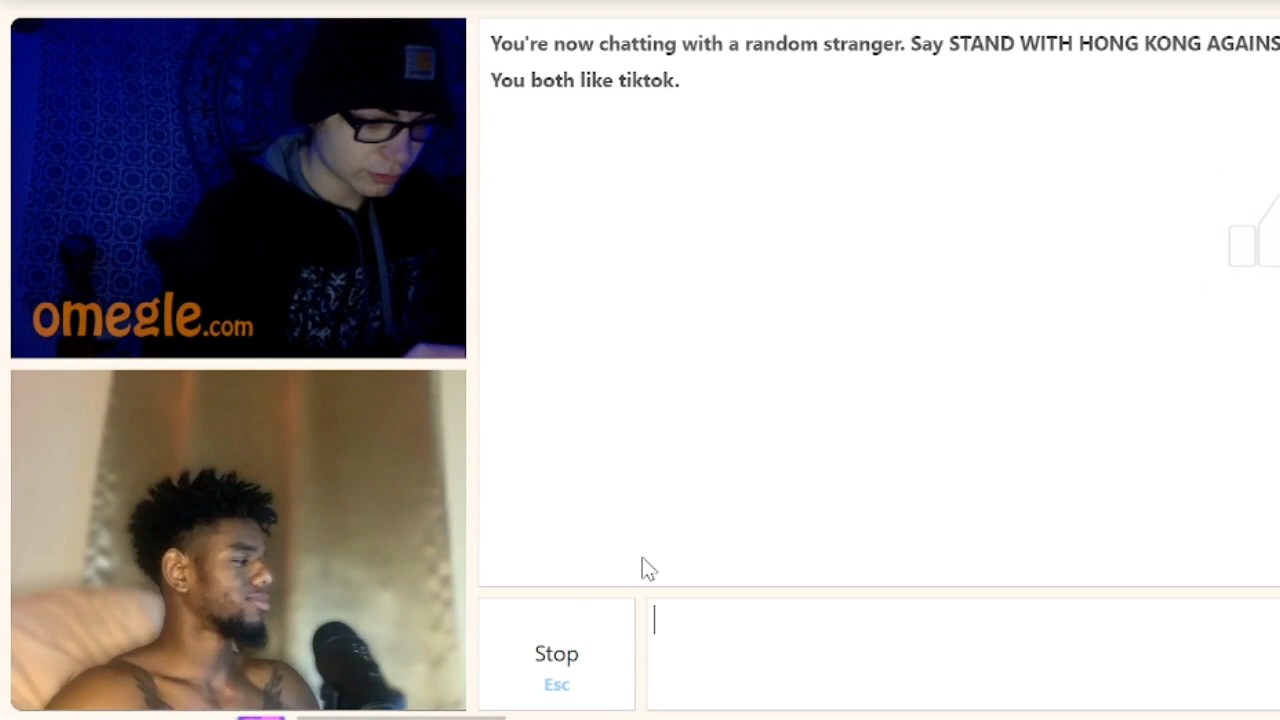 You're now chatting with a random stranger. Say STAND WITH HONG KONG AGAINS
You both like tiktok.
omegle.com
Stop
Esc